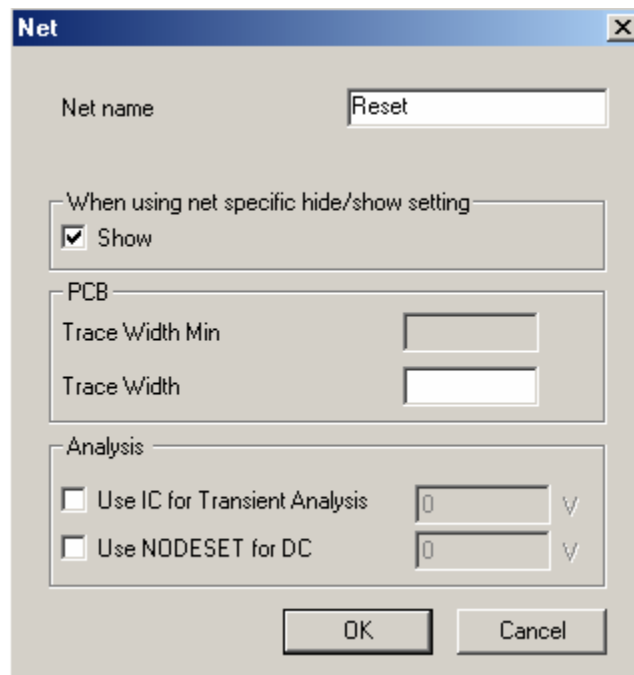 Net
Net name Reset
When using net specific hide/show setting
Show
PCB
Trace Width Min
Trace Width
Analysis
Use IC for Transient Analysis 0 V
Use NODESET for DC 0 V
OK Cancel